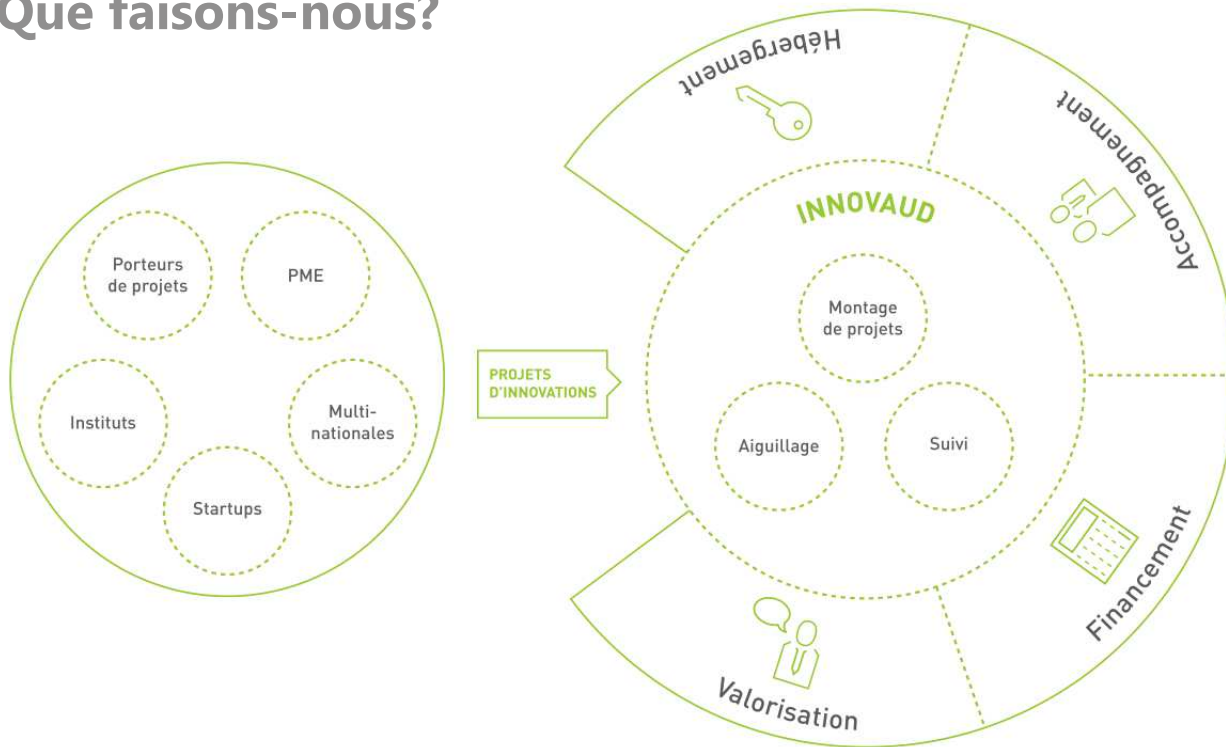 Que faisons-nous?
Hébergement
Accompagnement
INNOVAUD
Porteurs
de projets
PME
Montage
de projets
PROJETS
D'INNOVATIONS
Instituts
Multi-
nationales
Aiguillage
Suivi
Startups
Financement
Valorisation